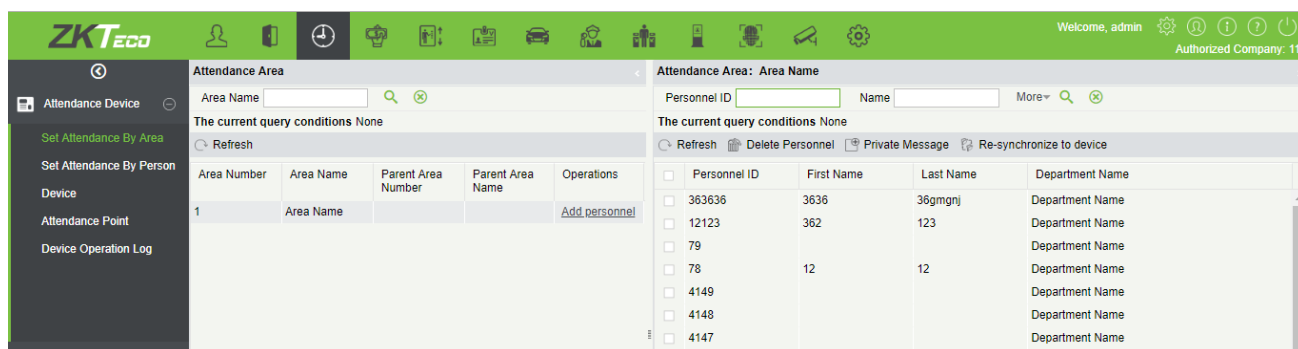 ZKTECO
Welcome, admin
Authorized Company: 11
Attendance Device
Set Attendance By Area
Set Attendance By Person
Device
Attendance Point
Device Operation Log
Attendance Area
Area Name
The current query conditions None
Refresh
Area Number Area Name Parent Area Number Parent Area Name Operations
1 Area Name Add personnel
Attendance Area: Area Name
Personnel ID Name More
The current query conditions None
Refresh Delete Personnel Private Message Re-synchronize to device
Personnel ID First Name Last Name Department Name
363636 3636 36gmgnj Department Name
12123 362 123 Department Name
79 Department Name
78 12 12 Department Name
4149 Department Name
4148 Department Name
4147 Department Name